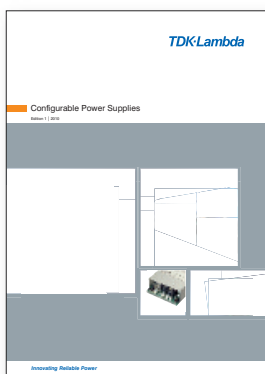 TDK·Lambda
Configurable Power Supplies
Edition 1 | 2010
Innovating Reliable Power